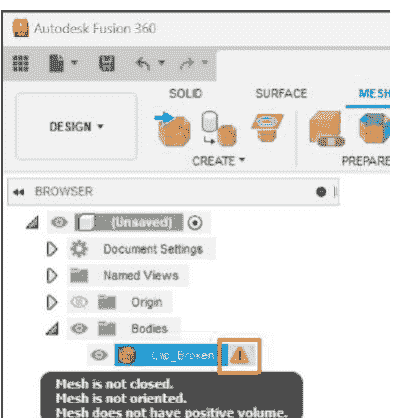 Autodesk Fusion 360
SOLID SURFACE MESH
DESIGN
CREATE PREPARE
BROWSER
(Unsaved)
Document Settings
Named Views
Origin
Bodies
Broken
Mesh is not closed.
Mesh is not oriented.
Mesh does not have positive volume.